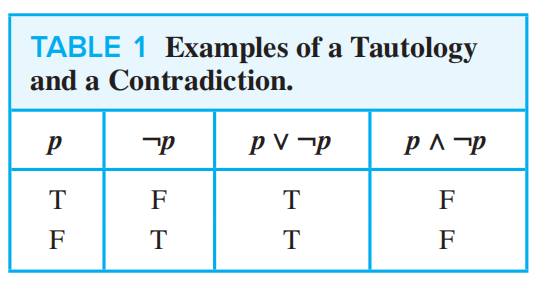 TABLE 1 Examples of a Tautology
and a Contradiction.
p ¬p p ∨ ¬p p ∧ ¬p
T F T F
F T T F